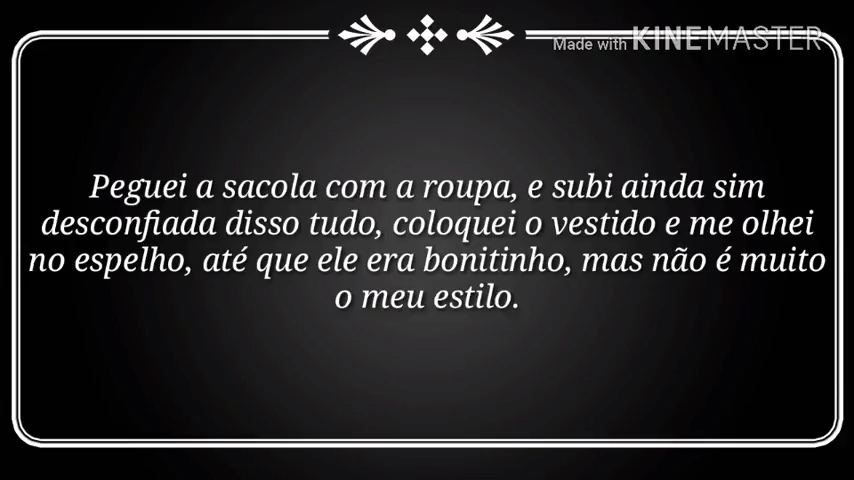 Made with KINEMASTER
Peguei a sacola com a roupa, e subi ainda sim
desconfiada disso tudo, coloquei o vestido e me olhei
no espelho, até que ele era bonitinho, mas não é muito
o meu estilo.